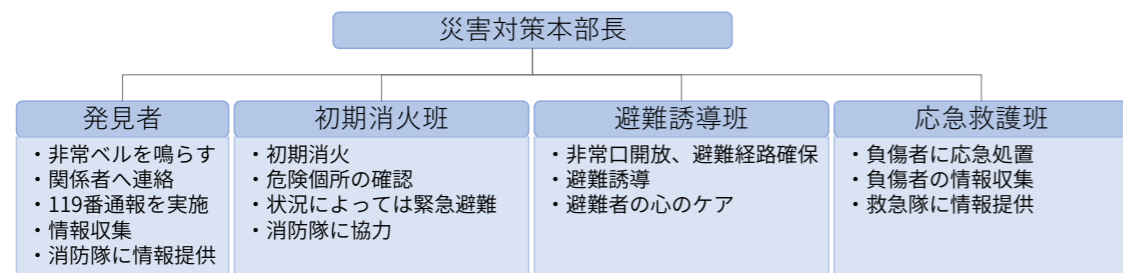 災害対策本部長
発見者
・非常ベルを鳴らす
・関係者へ連絡
・119番通報を実施
・情報収集
・消防隊に情報提供
初期消火班
・初期消火
・危険個所の確認
・状況によっては緊急避難
・消防隊に協力
避難誘導班
・非常口開放、避難経路確保
・避難誘導
・避難者の心のケア
応急救護班
・負傷者に応急処置
・負傷者の情報収集
・救急隊に情報提供